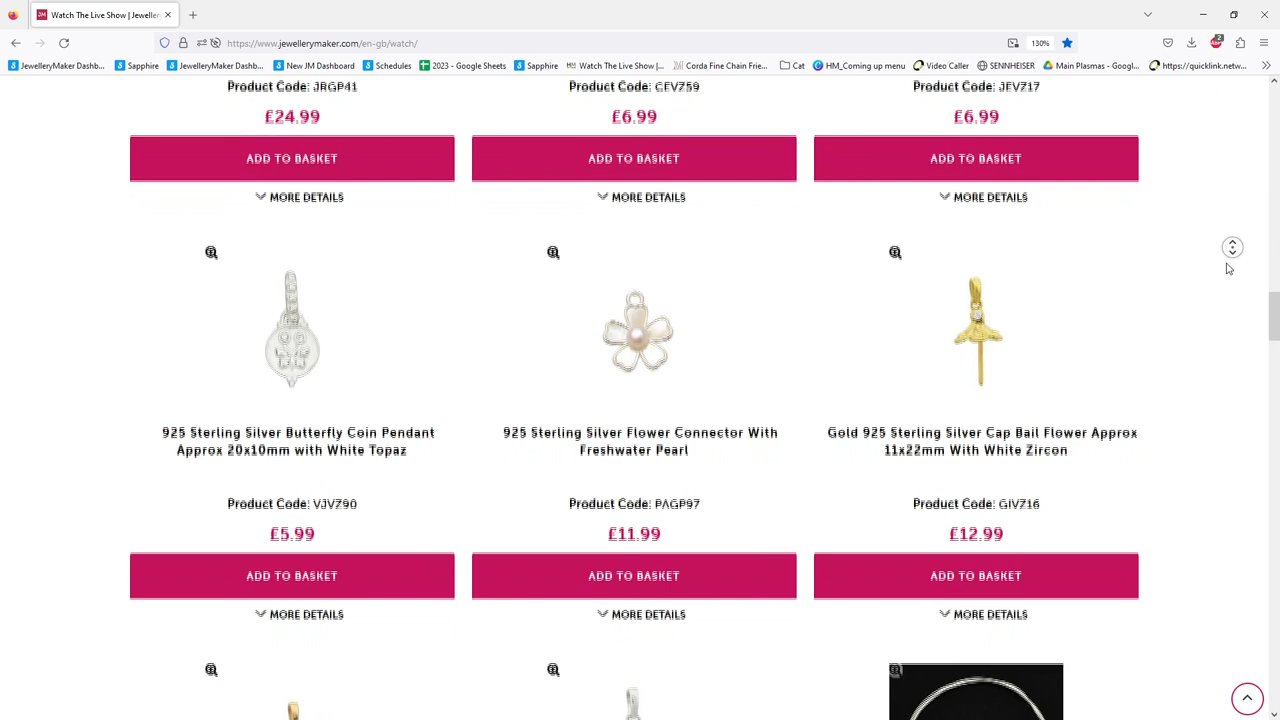 Watch The Live Show | Jeweller
https://www.jewellerymaker.com/en-gb/watch/
130%
2
JewelleryMaker Dashb... Sapphire JewelleryMaker Dashb... New JM Dashboard Schedules 2023 - Google Sheets Sapphire Watch The Live Show |... Corda Fine Chain Frie... Cat HM_Coming up menu Video Caller SENNHEISER Main Plasmas - Googl... https://quicklink.netw...
Product Code: JRGP41 Product Code: CEVZ59 Product Code: JEVZ17
£24.99 £6.99 £6.99
ADD TO BASKET ADD TO BASKET ADD TO BASKET
MORE DETAILS MORE DETAILS MORE DETAILS
925 Sterling Silver Butterfly Coin Pendant
Approx 20x10mm with White Topaz
925 Sterling Silver Flower Connector With
Freshwater Pearl
Gold 925 Sterling Silver Cap Bail Flower Approx
11x22mm With White Zircon
Product Code: VJVZ90 Product Code: PAGP97 Product Code: GIVZ16
£5.99 £11.99 £12.99
ADD TO BASKET ADD TO BASKET ADD TO BASKET
MORE DETAILS MORE DETAILS MORE DETAILS